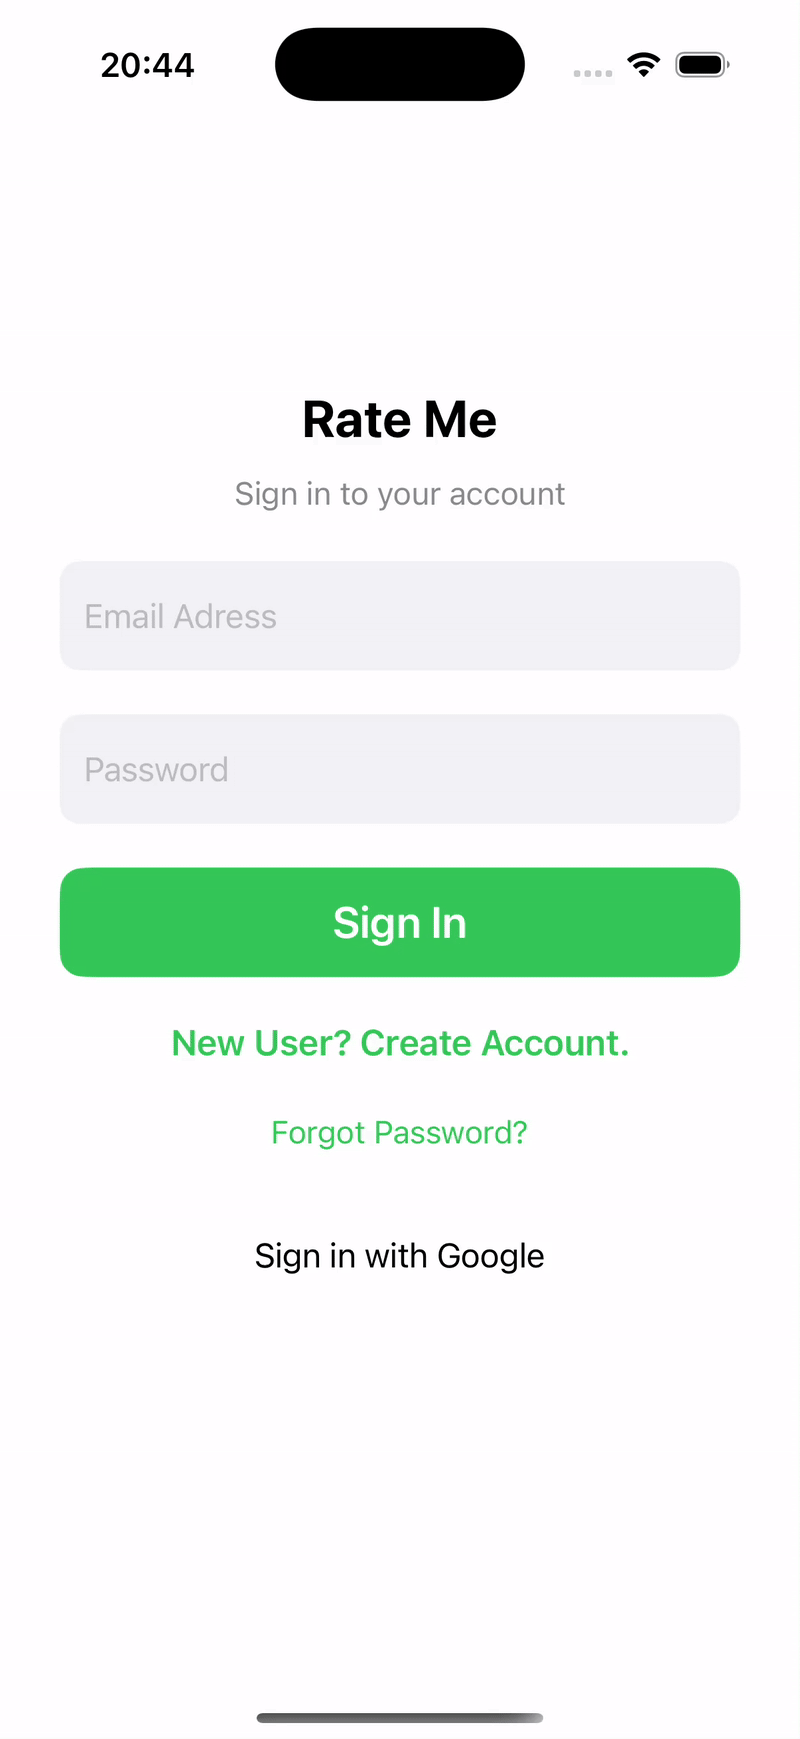 20:44
Rate Me
Sign in to your account
Email Adress
Password
Sign In
New User? Create Account.
Forgot Password?
Sign in with Google